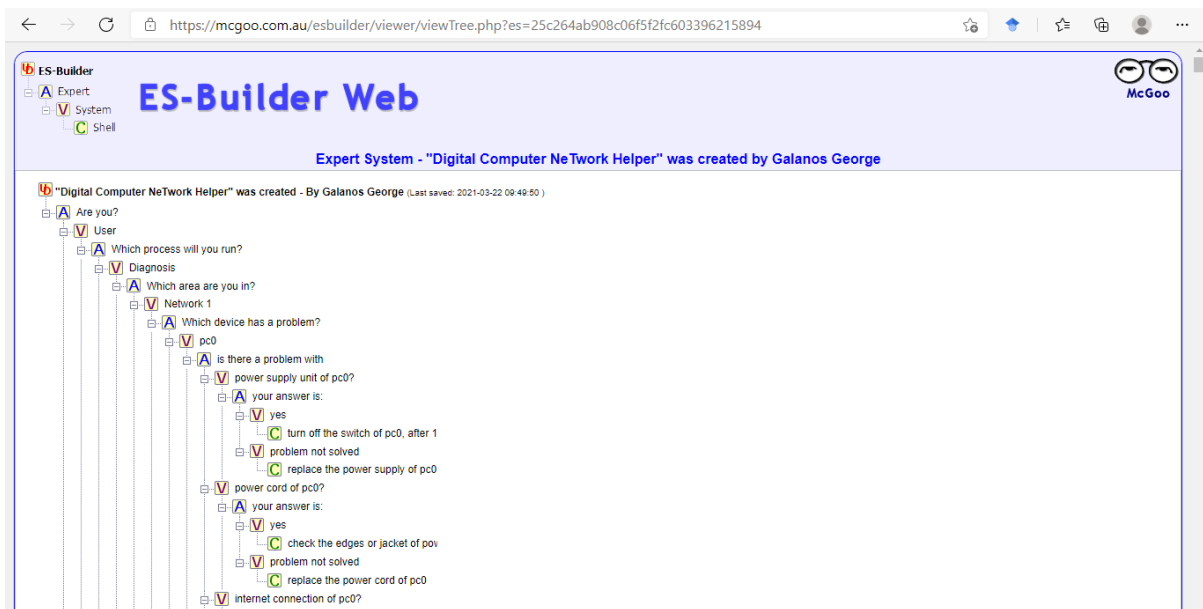 https://mcgoo.com.au/esbuilder/viewer/viewTree.php?es=25c264ab908c06f5f2fc603396215894
ES-Builder
A Expert
V System
C Shell
ES-Builder Web
McGoo
Expert System - "Digital Computer NeTwork Helper" was created by Galanos George
"Digital Computer NeTwork Helper" was created - By Galanos George (Last saved: 2021-03-22 09:49:50 )
A Are you?
V User
A Which process will you run?
V Diagnosis
A Which area are you in?
V Network 1
A Which device has a problem?
V pc0
A is there a problem with
V power supply unit of pc0?
A your answer is:
V yes
C turn off the switch of pc0, after 1
V problem not solved
C replace the power supply of pc0
V power cord of pc0?
A your answer is:
V yes
C check the edges or jacket of
V problem not solved
C replace the power cord of pc0
V internet connection of pc0?